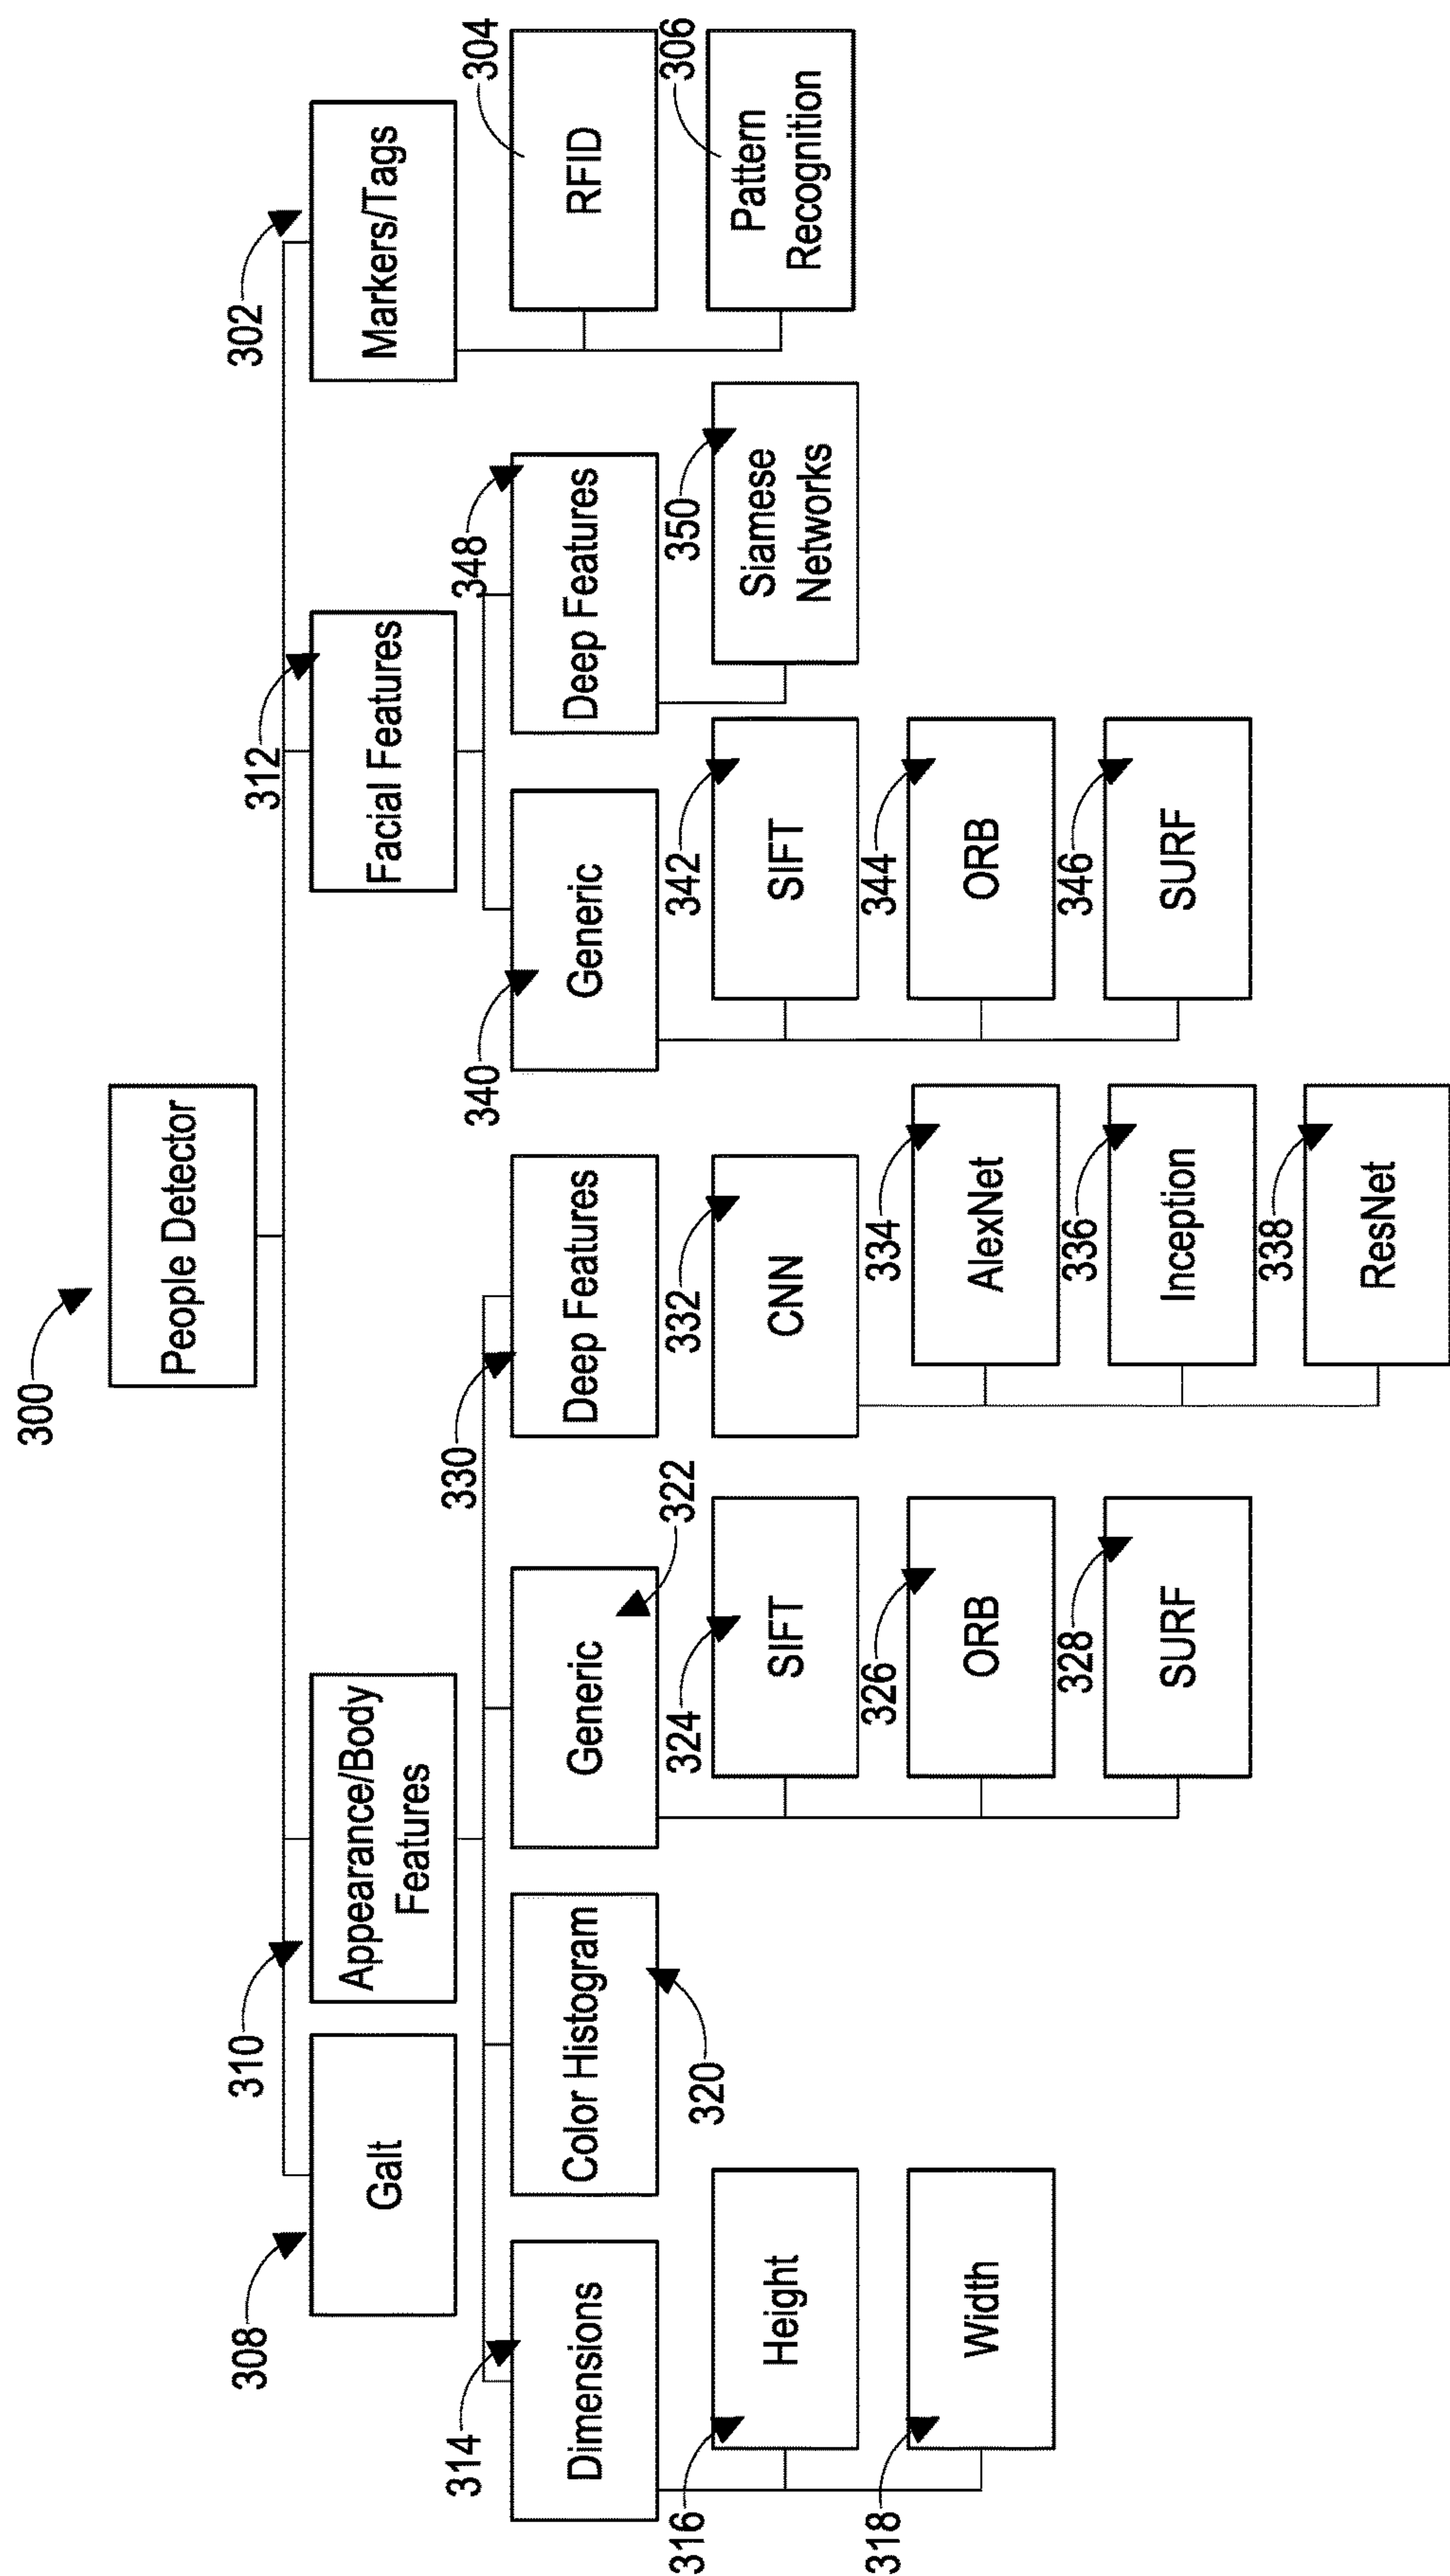 300
People Detector
308
310
312
302
Galt
Appearance/Body
Features
Facial Features
Markers/Tags
314
330
340
348
304
Dimensions
Color Histogram
Generic
Deep Features
Generic
Deep Features
RFID
320
322
316
324
332
342
350
306
Height
SIFT
CNN
SIFT
Siamese
Networks
Pattern
Recognition
318
326
334
344
Width
ORB
AlexNet
ORB
328
336
346
SURF
Inception
SURF
338
ResNet